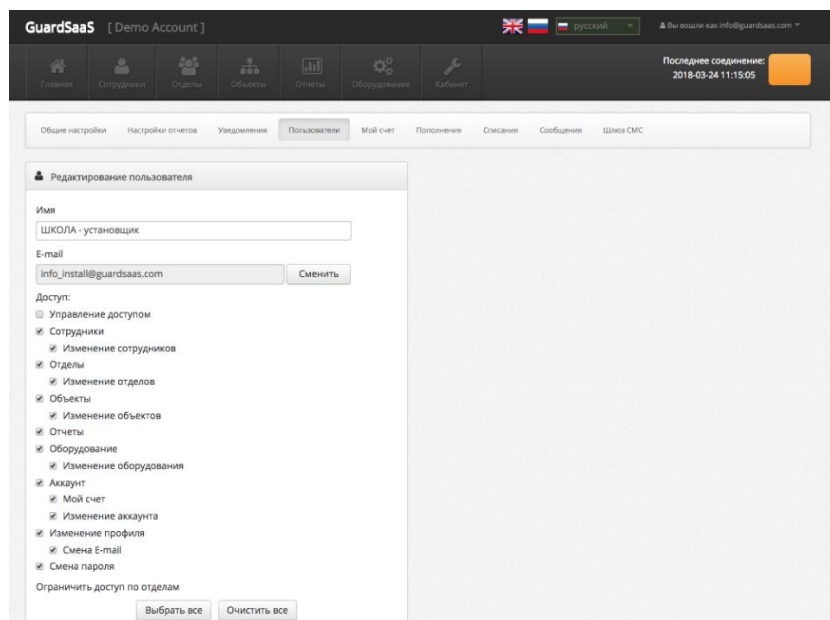 GuardSaaS [ Demo Account ] русский Вы вошли как info@guardsaas.com
Главная Сотрудники Отделы Объекты Отчеты Оборудование Кабинет
Последнее соединение:
2018-03-24 11:15:05
Общие настройки Настройки отчетов Уведомления Пользователи Мой счет Пополнения Списания Сообщения Шлюз СМС
Редактирование пользователя
Имя
ШКОЛА - установщик
E-mail
info_install@guardsaas.com Сменить
Доступ:
Управление доступом
Сотрудники
Изменение сотрудников
Отделы
Изменение отделов
Объекты
Изменение объектов
Отчеты
Оборудование
Изменение оборудования
Аккаунт
Мой счет
Изменение аккаунта
Изменение профиля
Смена E-mail
Смена пароля
Ограничить доступ по отделам
Выбрать все Очистить все